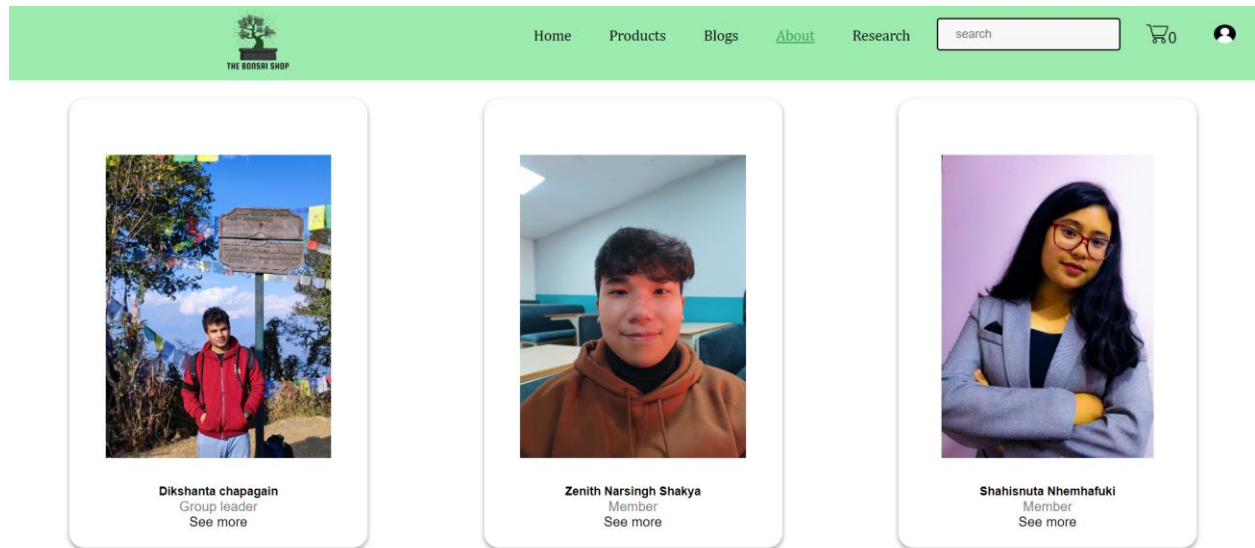 THE BONSAI SHOP
Home Products Blogs About Research search 0
Dikshanta chapagain
Group leader
See more
Zenith Narsingh Shakya
Member
See more
Shahisnuta Nhemhafuki
Member
See more